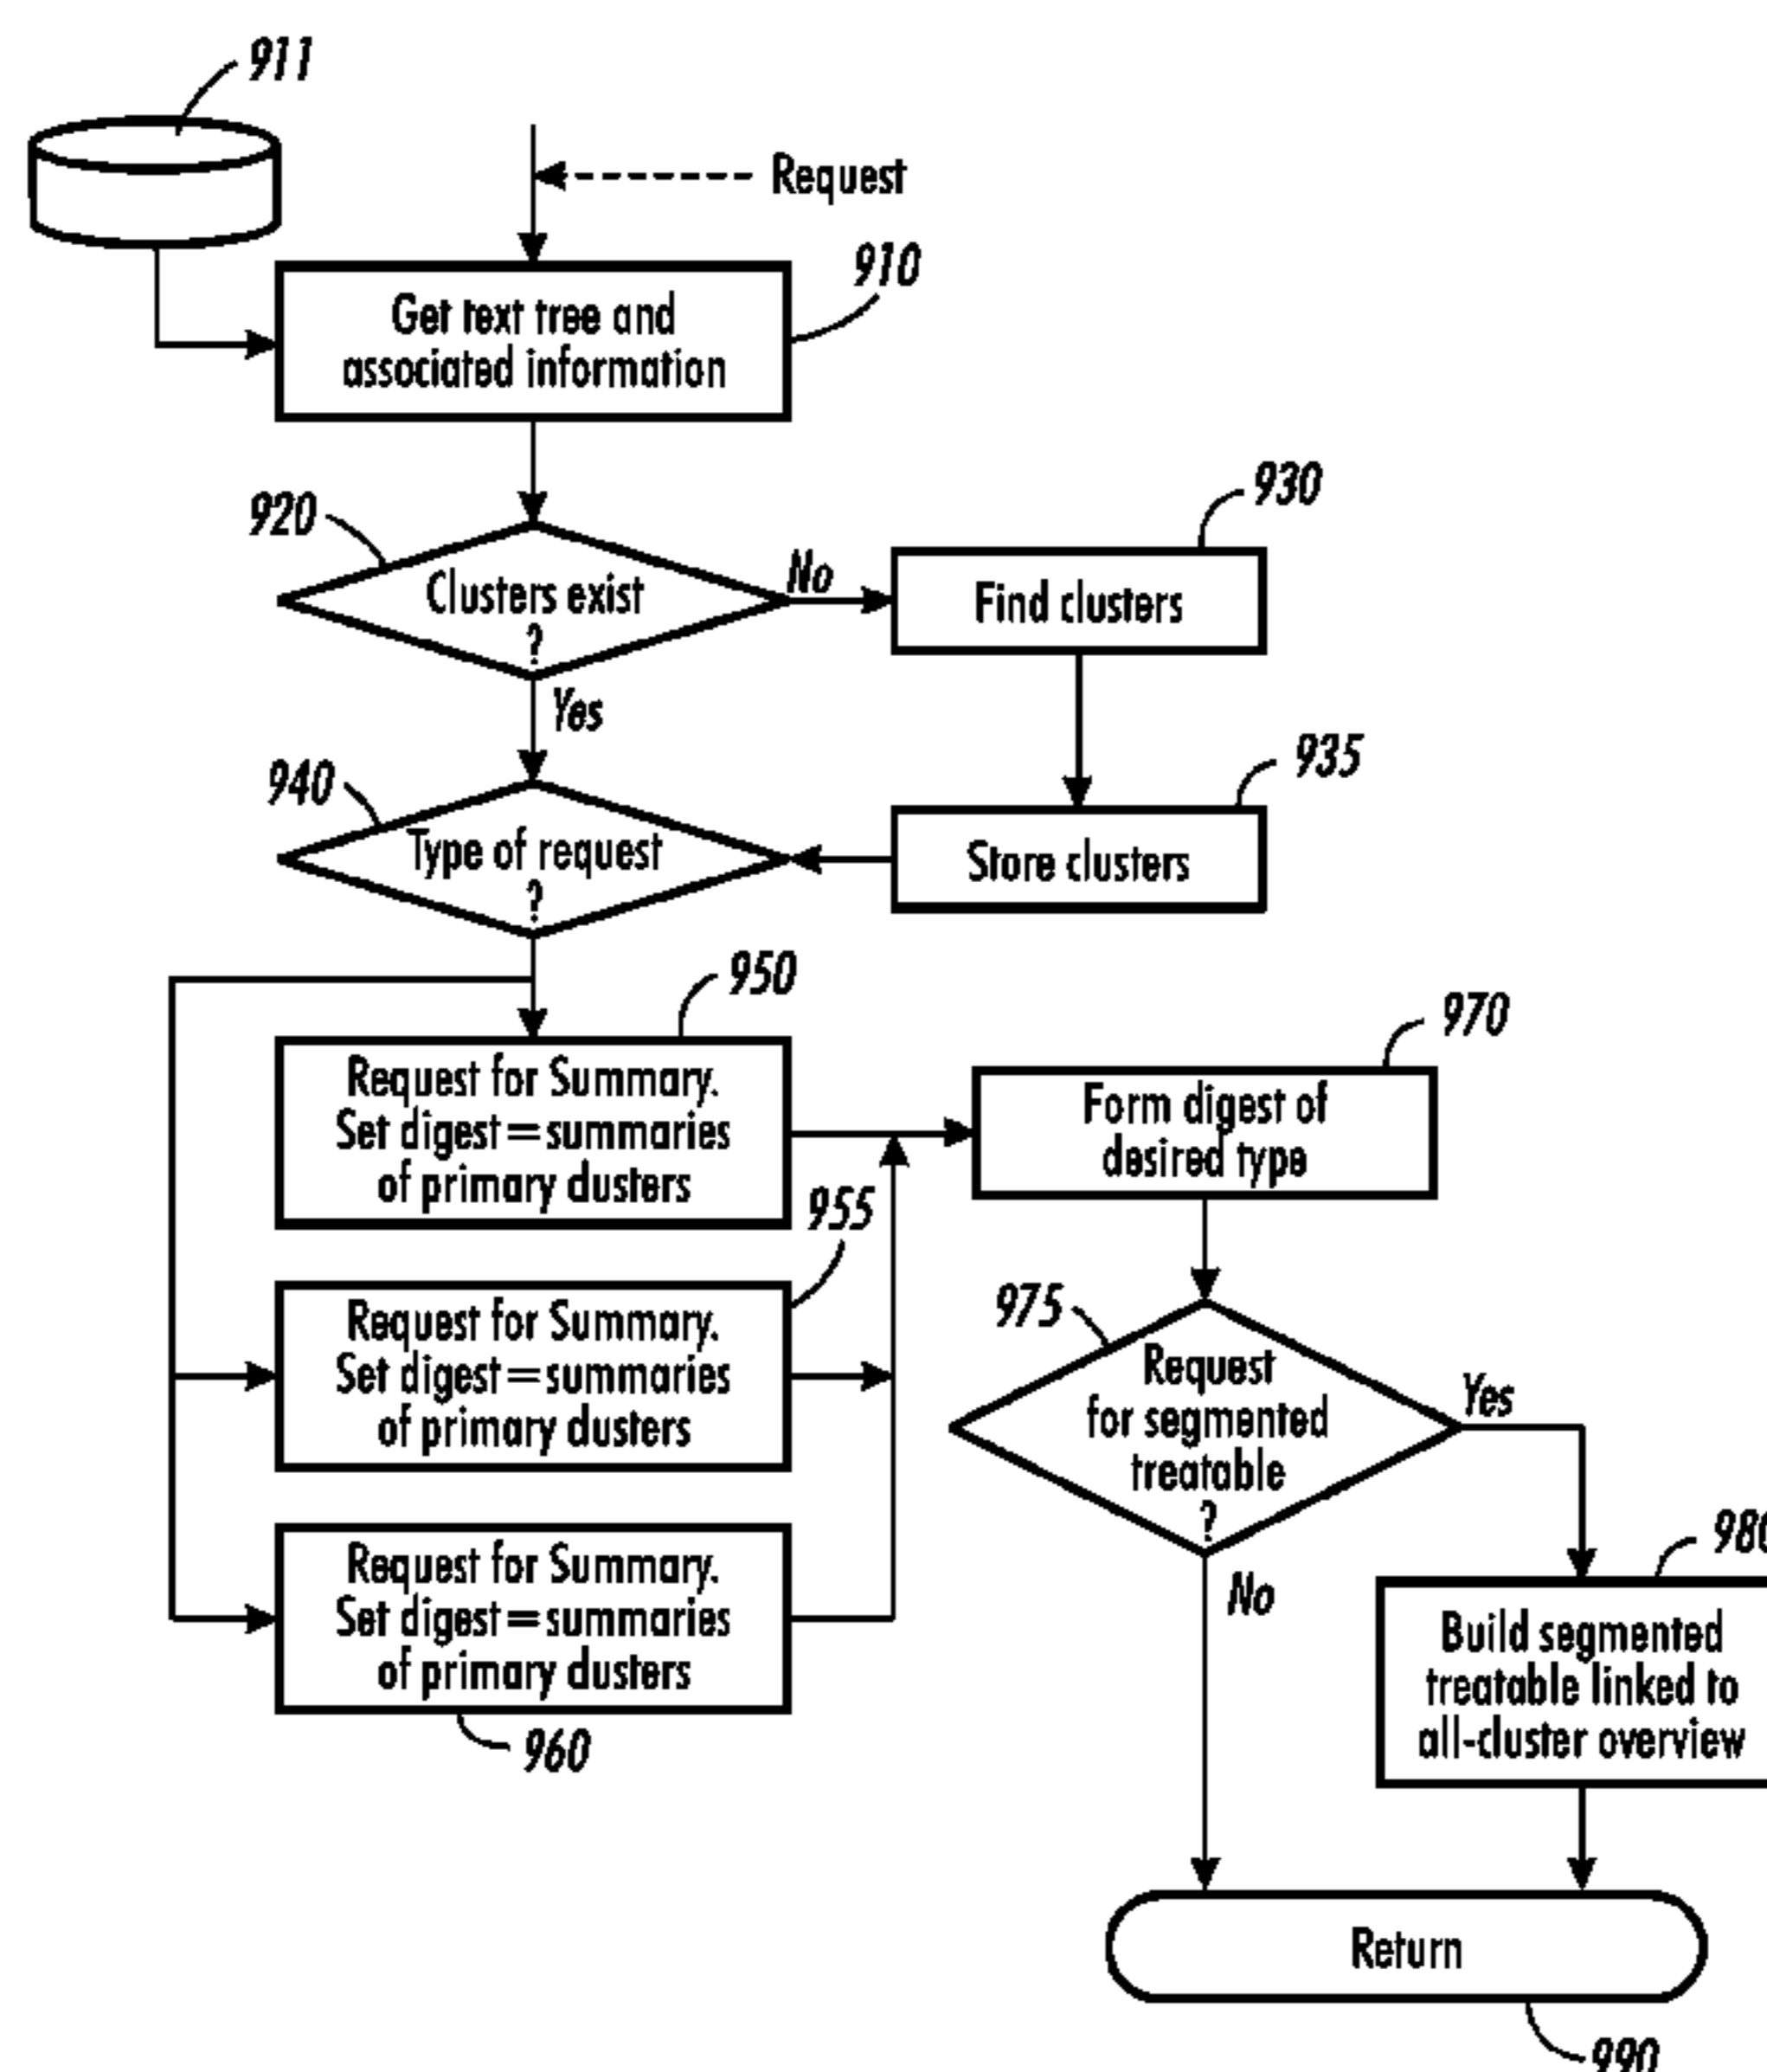 911
Request
910
Get text tree and
associated information
920
Clusters exist
?
No
930
Find clusters
Yes
940
Type of request
?
935
Store clusters
950
Request for Summary.
Set digest=summaries
of primary dusters
955
Request for Summary.
Set digest=summaries
of primary dusters
Request for Summary.
Set digest=summaries
of primary dusters
960
970
Form digest of
desired type
975
Request
for segmented
treatable
?
Yes
No
980
Build segmented
treatable linked to
all-cluster overview
Return
990